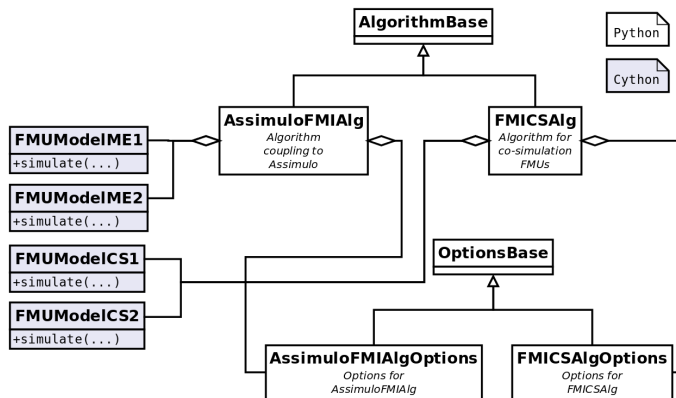 AlgorithmBase
Python
Cython
AssimuloFMIAlg
Algorithm
coupling to
Assimulo
FMICSAlg
Algorithm for
co-simulation
FMUs
FMUModelME1
+simulate(...)
FMUModelME2
+simulate(...)
FMUModelCS1
+simulate(...)
FMUModelCS2
+simulate(...)
OptionsBase
AssimuloFMIAlgOptions
Options for
AssimuloFMIAlg
FMICSAlgOptions
Options for
FMICSAlg